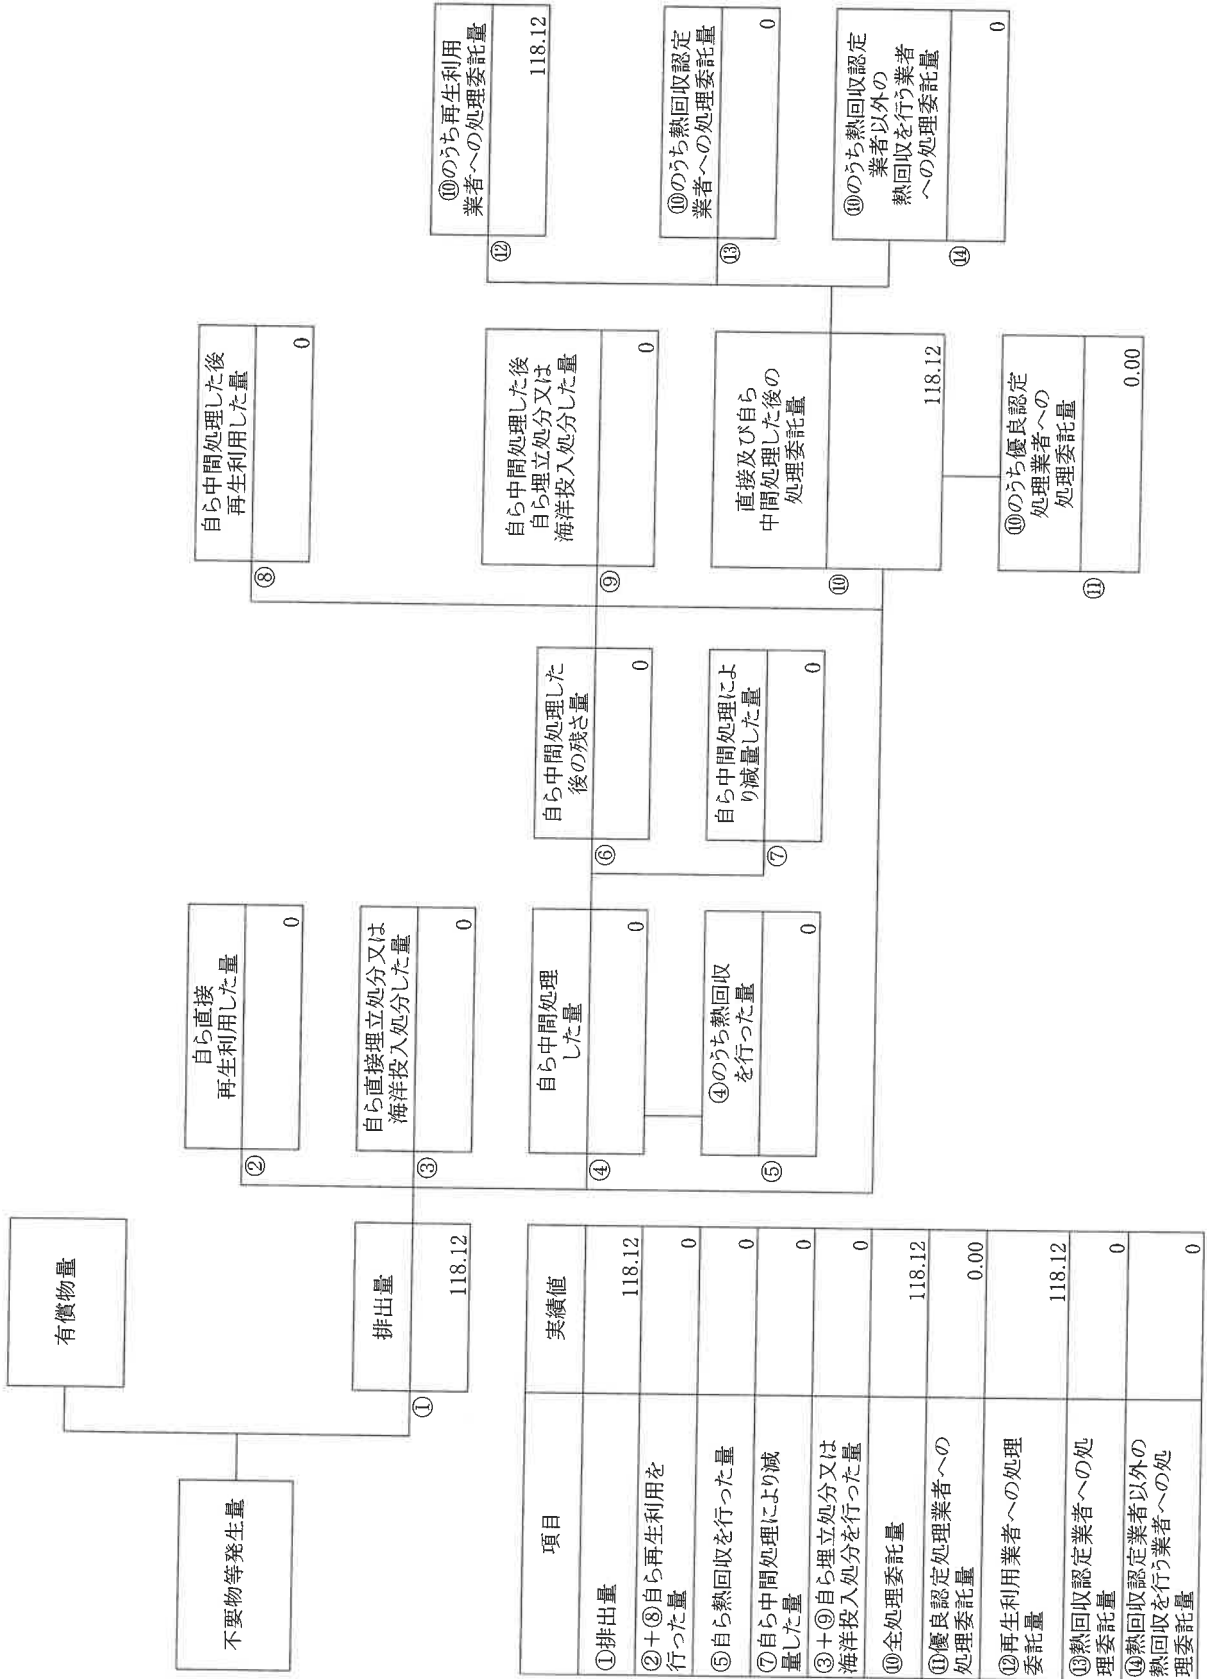 不要物等発生量
有償物量
①
排出量
118.12
②
自ら直接
再生利用した量
0
③
自ら直接埋立処分又は
海洋投入処分した量
0
④
自ら中間処理
した量
0
⑤
④のうち熱回収
を行った量
0
⑥
自ら中間処理した
後の残さ量
0
⑦
自ら中間処理によ
り減量した量
0
⑧
自ら中間処理した後
再生利用した量
0
⑨
自ら中間処理した後
自ら埋立処分又は
海洋投入処分した量
0
⑩
直接及び自ら
中間処理した後の
処理委託量
118.12
⑪
⑩のうち優良認定
処理業者への
処理委託量
0.00
⑫
⑩のうち再生利用
業者への処理委託量
118.12
⑬
⑩のうち熱回収認定
業者への処理委託量
0
⑭
⑩のうち熱回収認定
業者以外の
熱回収を行う業者
への処理委託量
0
項目 実績値
①排出量 118.12
②+⑧自ら再生利用を
行った量 0
⑤自ら熱回収を行った量 0
⑦自ら中間処理により減
量した量 0
③+⑨自ら埋立処分又は
海洋投入処分を行った量 0
⑩全処理委託量 118.12
⑪優良認定処理業者への
処理委託量 0.00
⑫再生利用業者への処理
委託量 118.12
⑬熱回収認定業者への処
理委託量 0
⑭熱回収認定業者以外の
熱回収を行う業者への処
理委託量 0